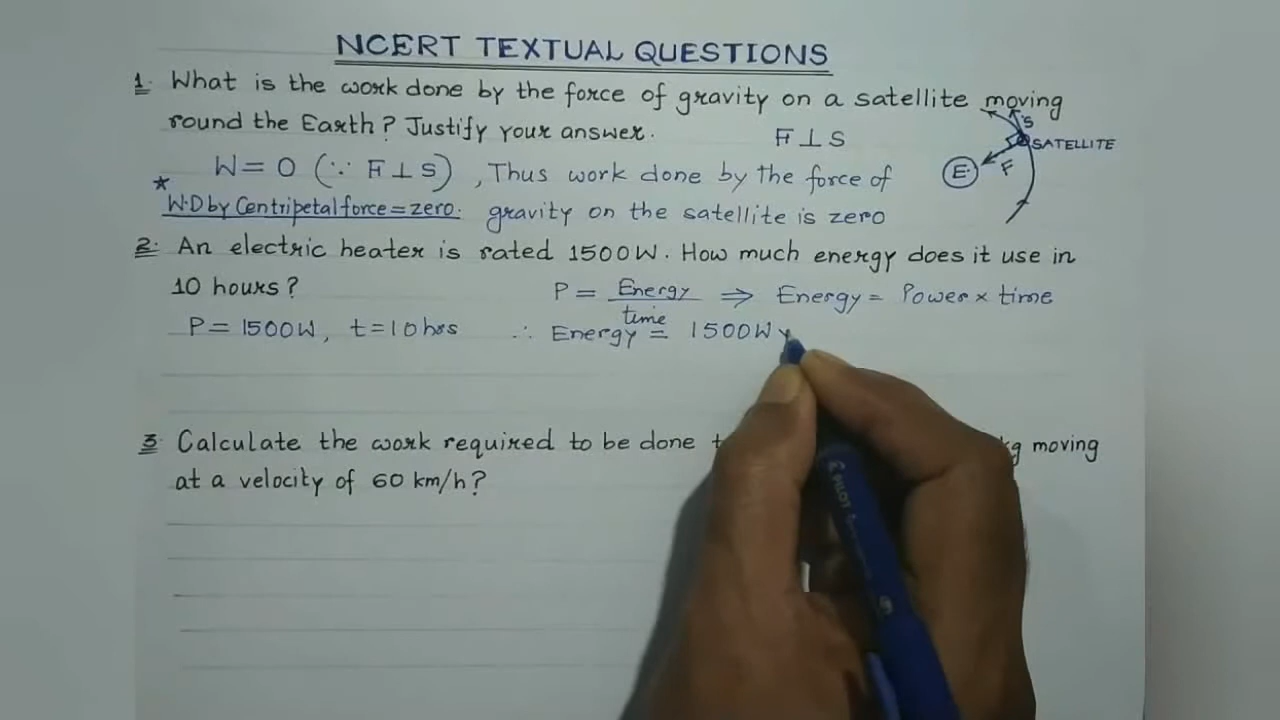 NCERT TEXTUAL QUESTIONS
1. What is the work done by the force of gravity on a satellite moving
round the Earth? Justify your answer.
F ⊥ S
S
SATELLITE
E
F
W = 0 (∵ F ⊥ S), Thus work done by the force of
* W.D by Centripetal force = zero. gravity on the satellite is zero
2. An electric heater is rated 1500W. How much energy does it use in
10 hours?
P = Energy / time ⇒ Energy = Power × time
P = 1500W, t = 10 hrs ∴ Energy = 1500W ×
3. Calculate the work required to be done
kg moving
at a velocity of 60 km/h?
PILOT